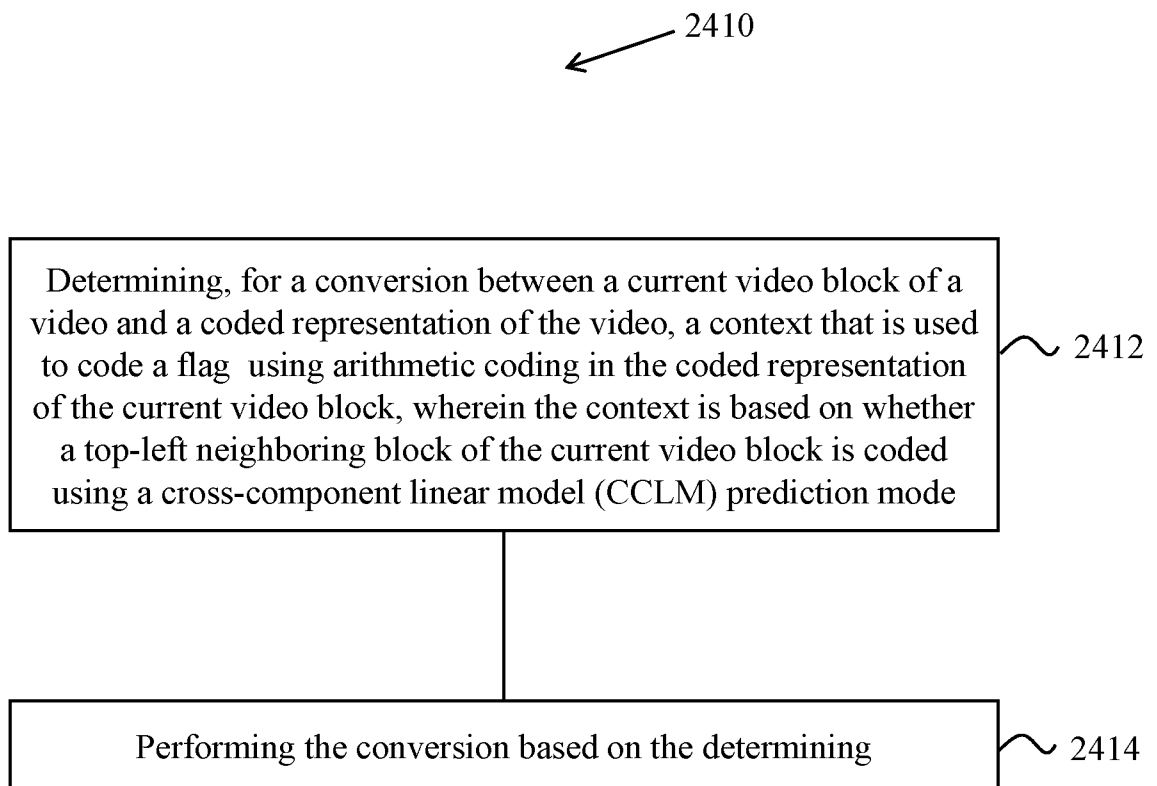 2410
Determining, for a conversion between a current video block of a
video and a coded representation of the video, a context that is used
to code a flag using arithmetic coding in the coded representation
of the current video block, wherein the context is based on whether
a top-left neighboring block of the current video block is coded
using a cross-component linear model (CCLM) prediction mode
2412
Performing the conversion based on the determining
2414